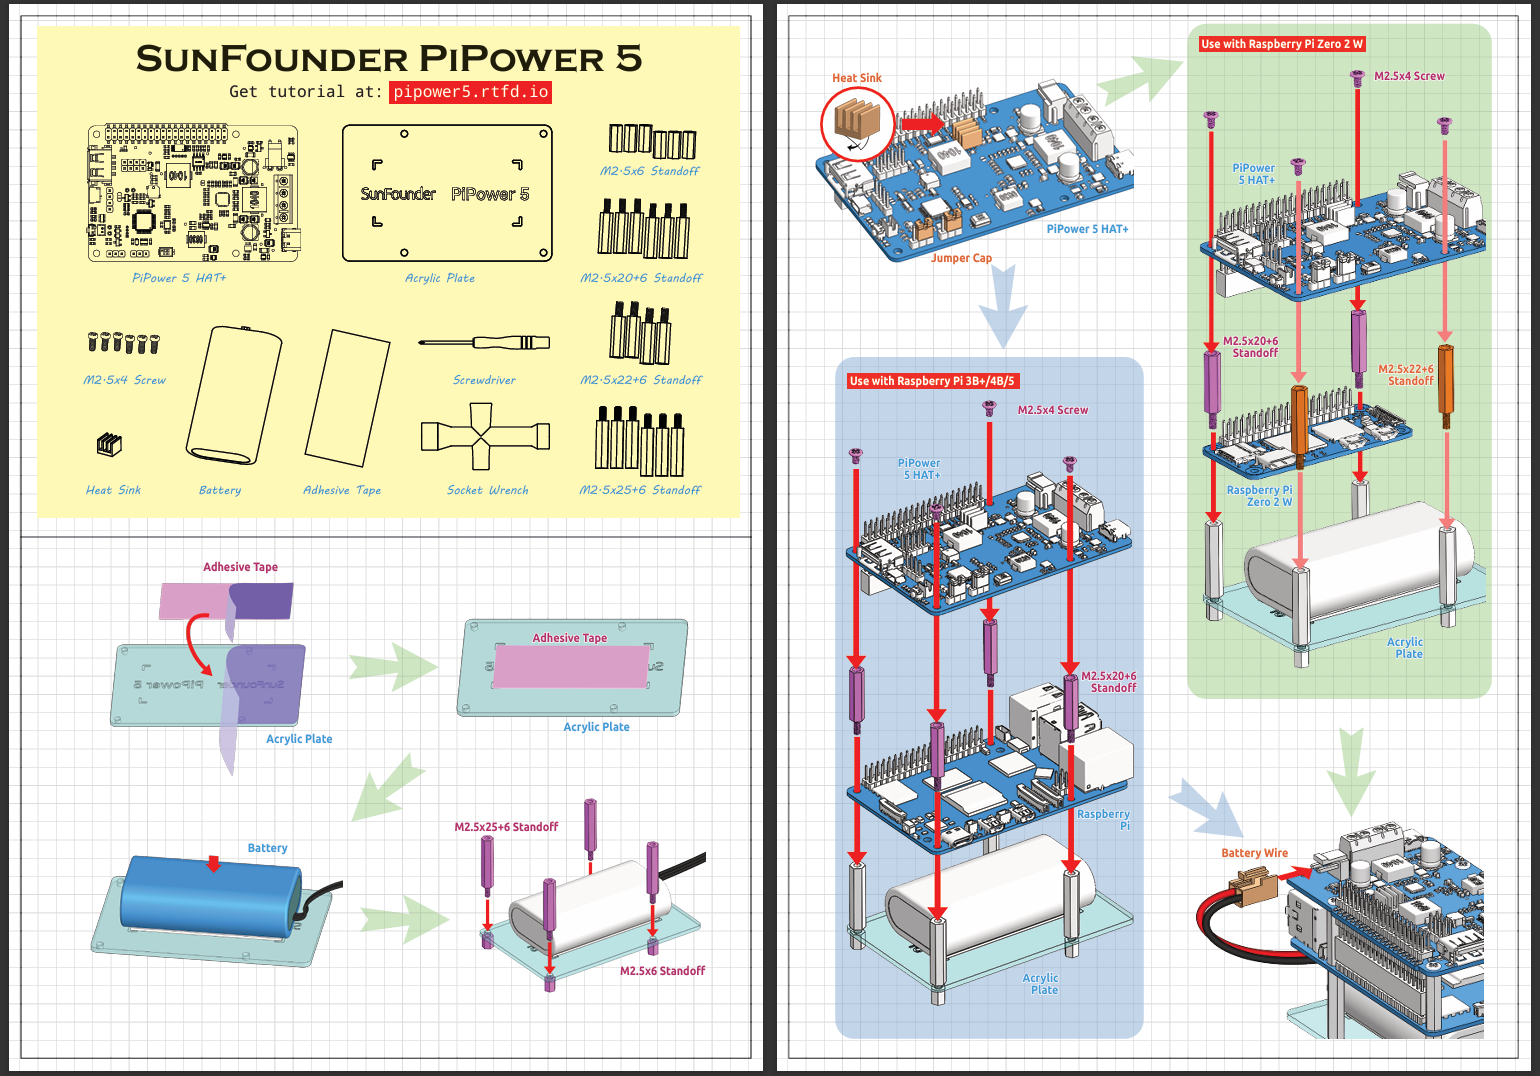 SunFounder PiPower 5
Get tutorial at: pipower5.rtfd.io
SunFounder PiPower 5
PiPower 5 HAT+
Acrylic Plate
M2.5x6 Standoff
M2.5x20+6 Standoff
M2.5x4 Screw
Screwdriver
M2.5x22+6 Standoff
Heat Sink
Battery
Adhesive Tape
Socket Wrench
M2.5x25+6 Standoff
Adhesive Tape
SunFounder PiPower 5
Acrylic Plate
Adhesive Tape
Acrylic Plate
Battery
M2.5x25+6 Standoff
M2.5x6 Standoff
Heat Sink
PiPower 5 HAT+
Jumper Cap
Use with Raspberry Pi 3B+/4B/5
M2.5x4 Screw
PiPower
5 HAT+
M2.5x20+6
Standoff
Raspberry
Pi
Acrylic
Plate
Use with Raspberry Pi Zero 2 W
M2.5x4 Screw
PiPower
5 HAT+
M2.5x20+6
Standoff
M2.5x22+6
Standoff
Raspberry Pi
Zero 2 W
Acrylic
Plate
Battery Wire